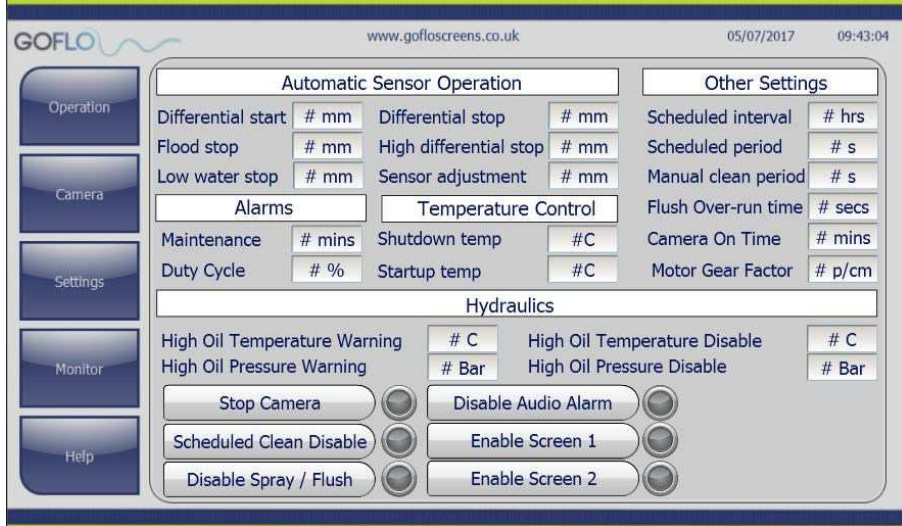 GOFLO
www.gofloscreens.co.uk
05/07/2017 09:43:04
Operation
Camera
Settings
Monitor
Help
Automatic Sensor Operation
Differential start # mm Differential stop # mm
Flood stop # mm High differential stop # mm
Low water stop # mm Sensor adjustment # mm
Alarms
Maintenance # mins
Duty Cycle # %
Temperature Control
Shutdown temp #C
Startup temp #C
Other Settings
Scheduled interval # hrs
Scheduled period # s
Manual clean period # s
Flush Over-run time # secs
Camera On Time # mins
Motor Gear Factor # p/cm
Hydraulics
High Oil Temperature Warning # C High Oil Temperature Disable # C
High Oil Pressure Warning # Bar High Oil Pressure Disable # Bar
Stop Camera Disable Audio Alarm
Scheduled Clean Disable Enable Screen 1
Disable Spray / Flush Enable Screen 2